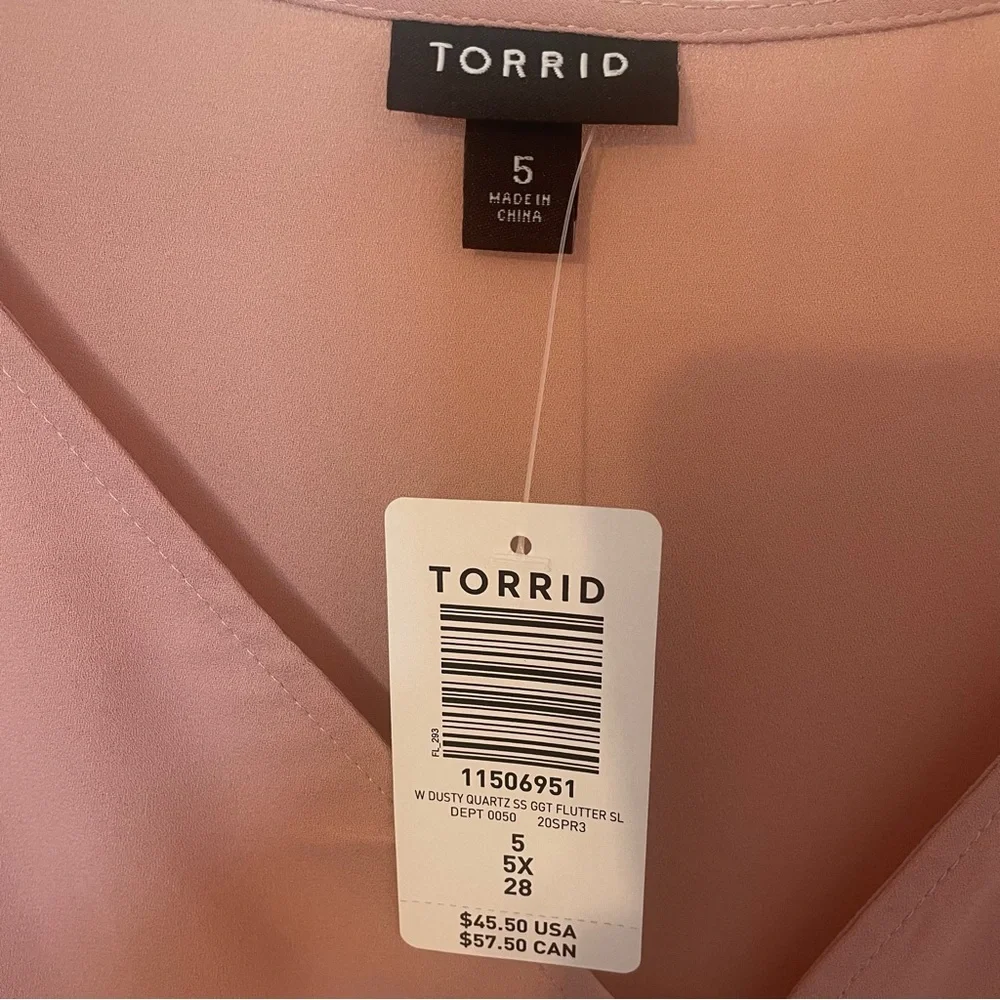 TORRID
5
MADE IN
CHINA
TORRID
FL_293
11506951
W DUSTY QUARTZ SS GGT FLUTTER SL
DEPT 0050 20SPR3
5
5X
28
$45.50 USA
$57.50 CAN